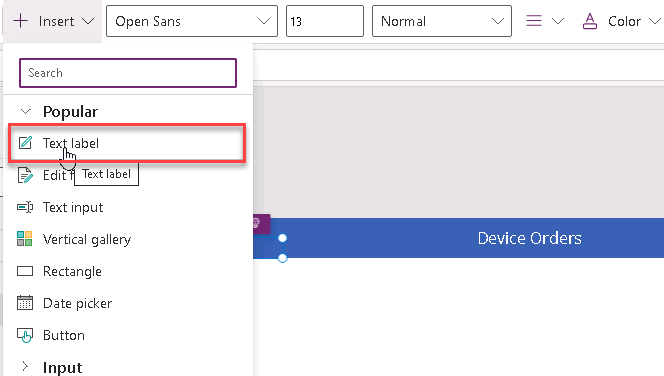 Insert
Open Sans
13
Normal
Color
Search
Popular
Text label
Edit f
Text label
Text input
Vertical gallery
Device Orders
Rectangle
Date picker
Button
Input